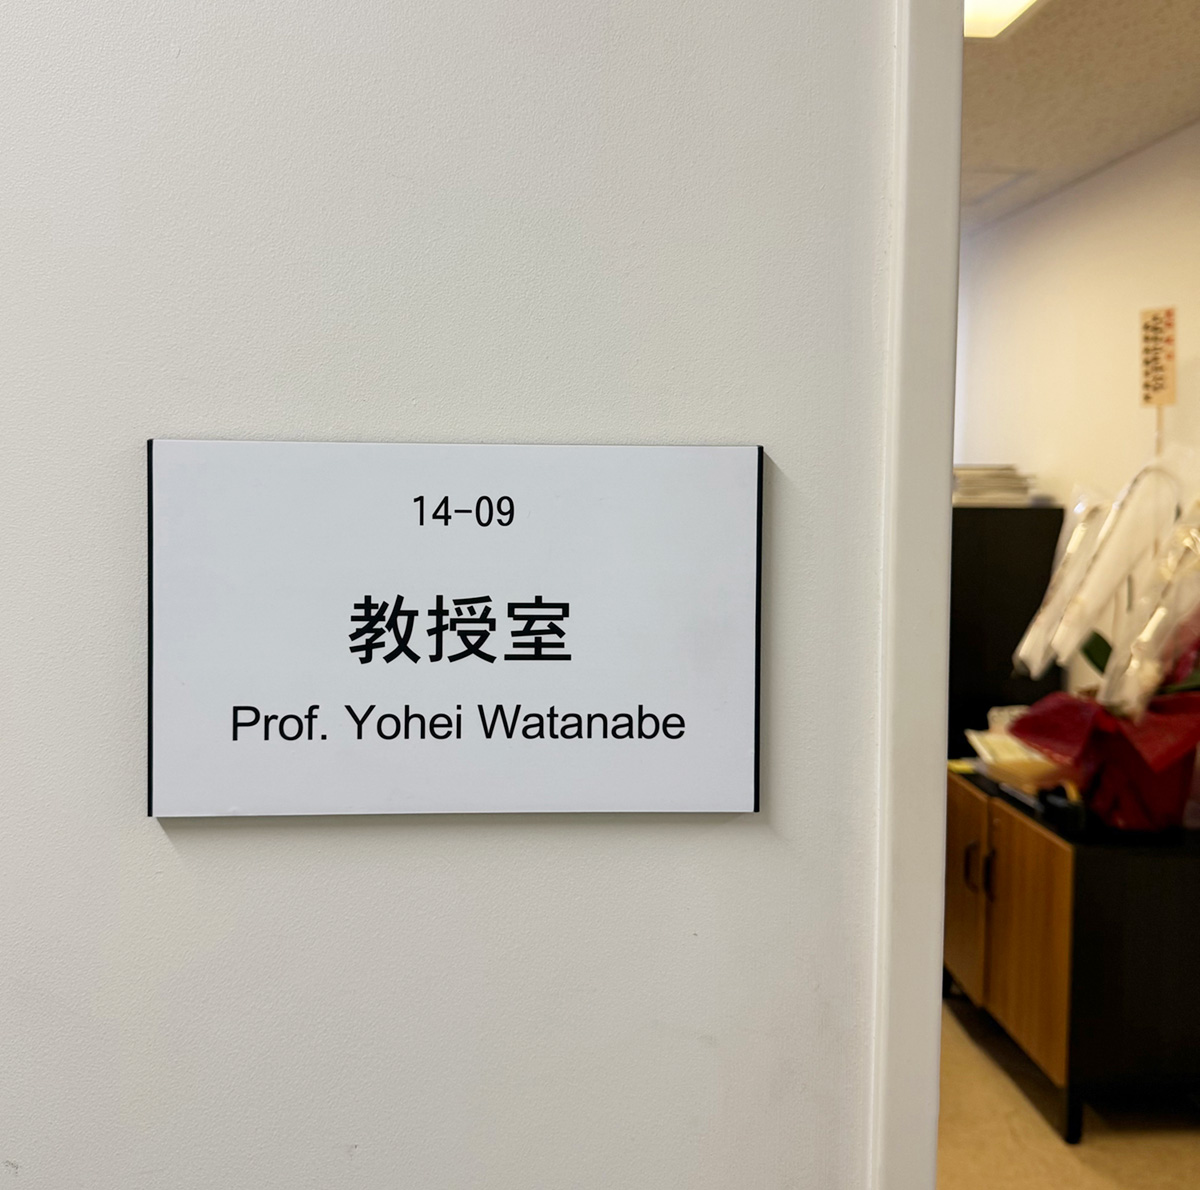 14-09
教授室
Prof. Yohei Watanabe